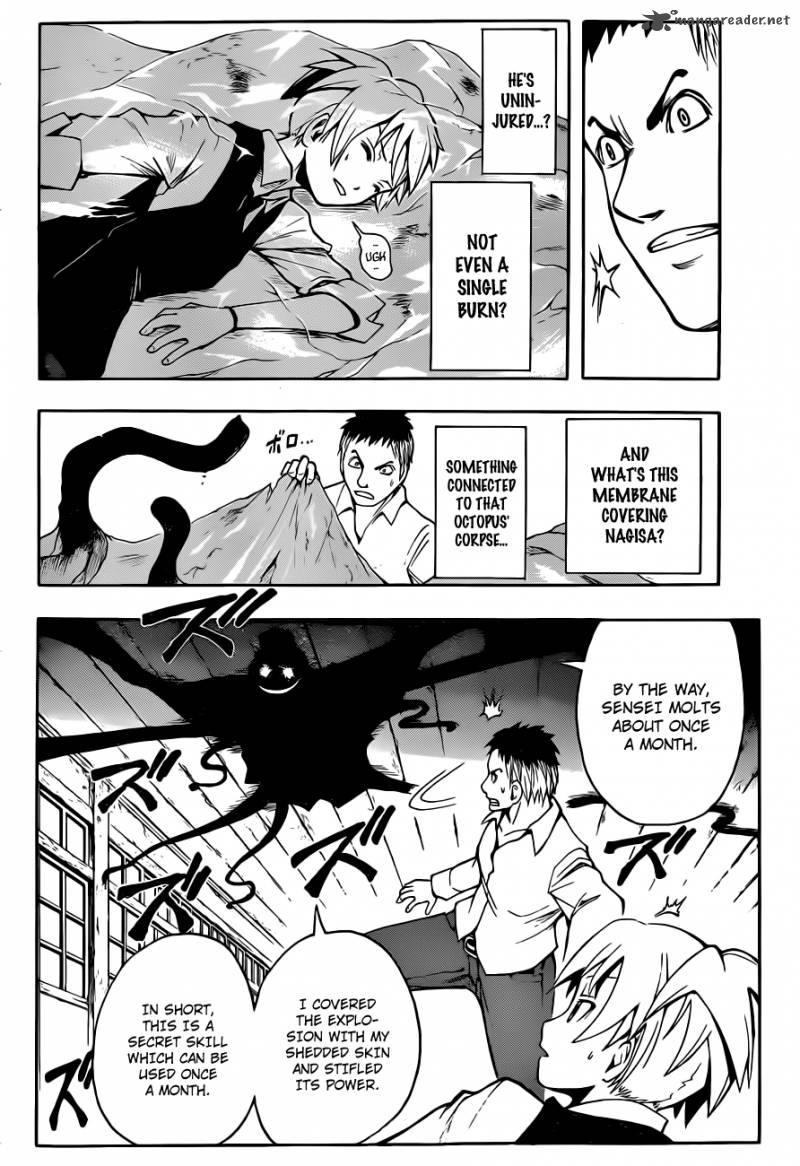 mangareader.net
HE'S
UNIN-
JURED...?
NOT
EVEN A
SINGLE
BURN?
–
UGH
–
AND
WHAT'S THIS
MEMBRANE
COVERING
NAGISA?
SOMETHING
CONNECTED
TO THAT
OCTOPUS'
CORPSE...
ボロ...
BY THE WAY,
SENSEI MOLTS
ABOUT ONCE
A MONTH.
ズ
ズ
ズ
ズ
ズ
ズ
ズ
I COVERED
THE EXPLO-
SION WITH MY
SHEDDED SKIN
AND STIFLED
ITS POWER.
IN SHORT,
THIS IS A
SECRET SKILL
WHICH CAN BE
USED ONCE
A MONTH.